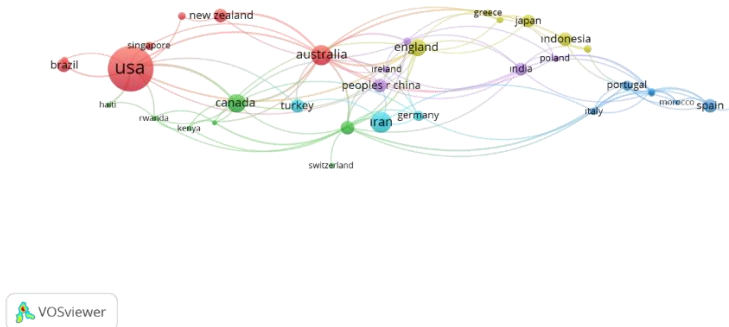 greece
new zealand
japan
indonesia
singapore
england
australia
poland
brazil
usa
ireland
india
peoples r china
portugal
haiti
canada
turkey
morocco
spain
rwanda
iran
germany
italy
kenya
switzerland
VOSviewer